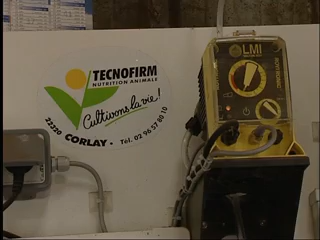 TECNOFIRM
NUTRITION ANIMALE
Cultivons la vie !
22320 CORLAY - Tél. 02 96 57 80 10
LMI